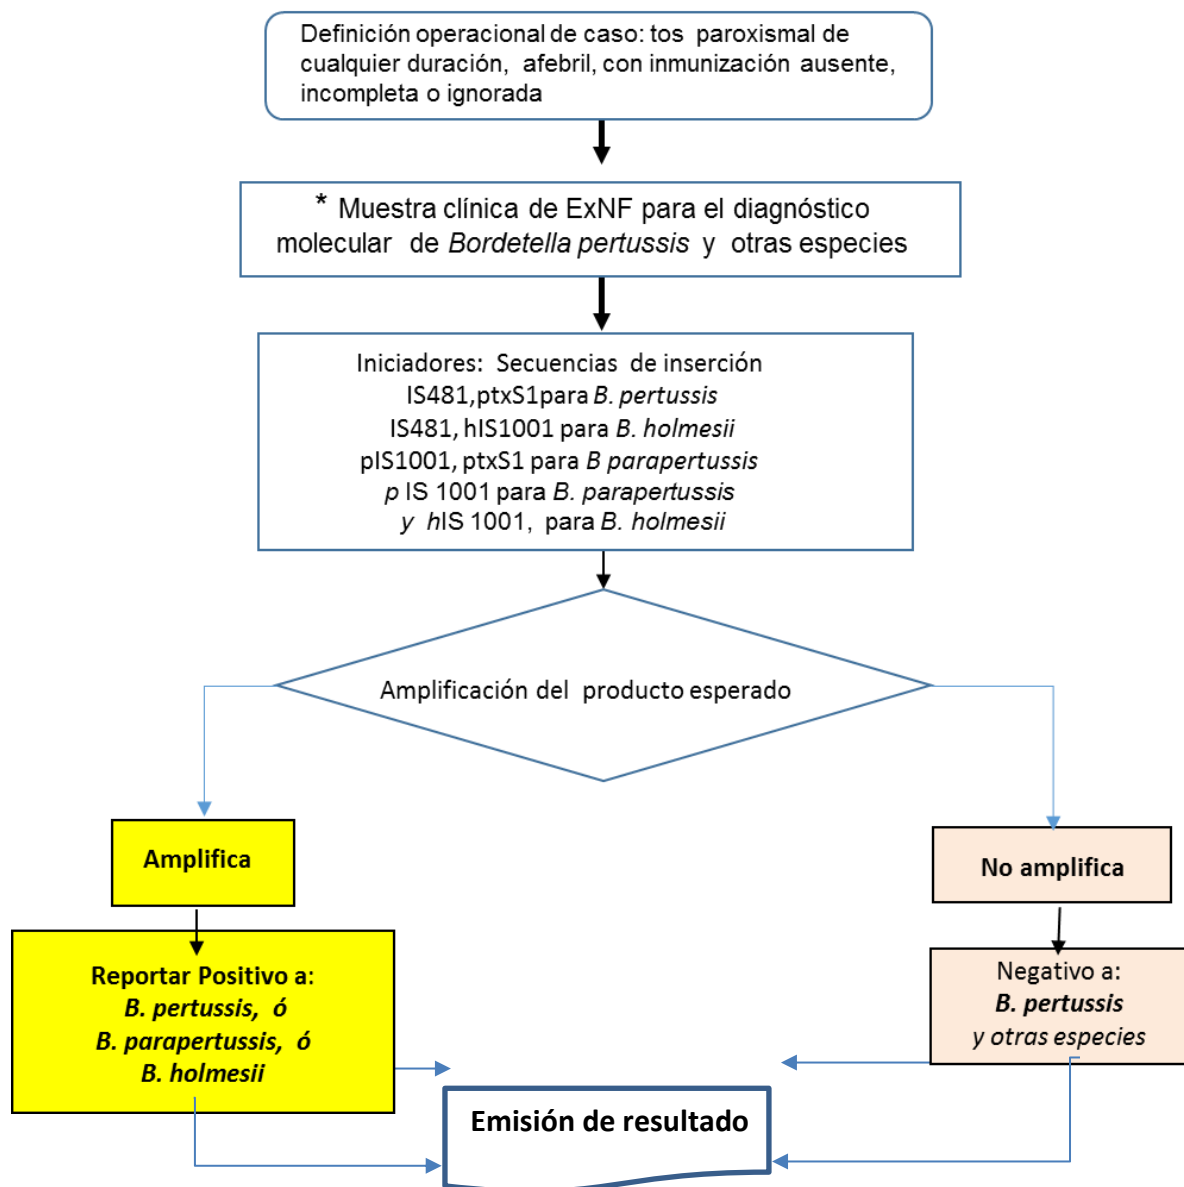 Definición operacional de caso: tos paroxismal de
cualquier duración, afebril, con inmunización ausente,
incompleta o ignorada
* Muestra clínica de ExNF para el diagnóstico
molecular de Bordetella pertussis y otras especies
Iniciadores: Secuencias de inserción
IS481,ptxS1para B. pertussis
IS481, hIS1001 para B. holmesii
pIS1001, ptxS1 para B parapertussis
p IS 1001 para B. parapertussis
y hIS 1001, para B. holmesii
Amplificación del producto esperado
Amplifica
No amplifica
Reportar Positivo a:
B. pertussis, ó
B. parapertussis, ó
B. holmesii
Negativo a:
B. pertussis
y otras especies
Emisión de resultado